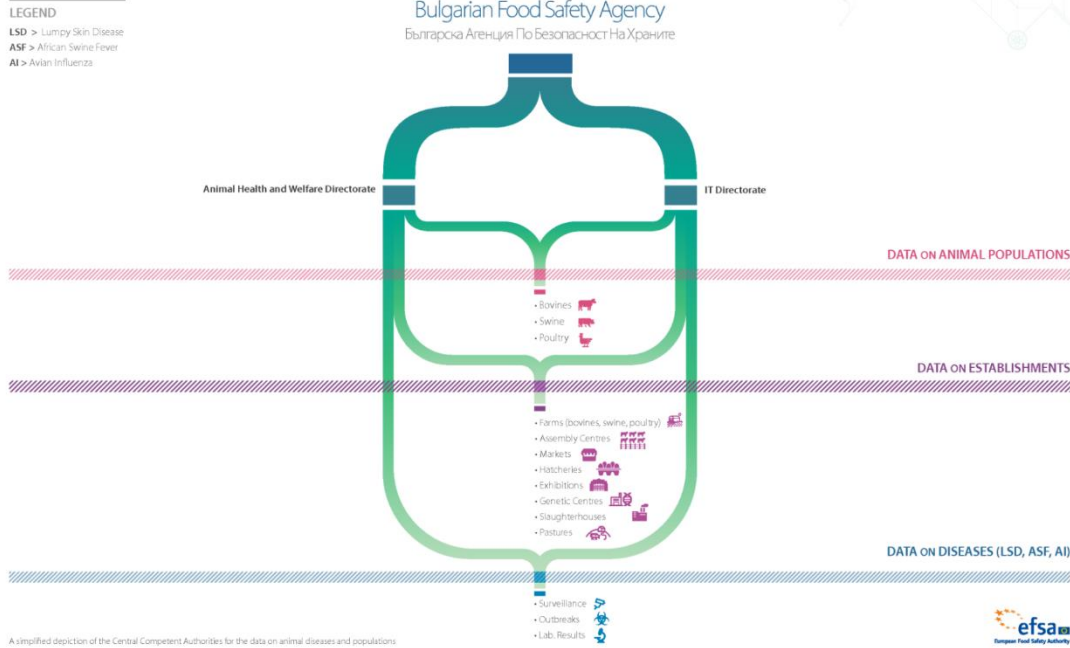 LEGEND
LSD > Lumpy Skin Disease
ASF > African Swine Fever
AI > Avian Influenza
Bulgarian Food Safety Agency
Българска Агенция По Безопасност На Храните
Animal Health and Welfare Directorate
IT Directorate
DATA ON ANIMAL POPULATIONS
• Bovines
• Swine
• Poultry
DATA ON ESTABLISHMENTS
• Farms (bovines, swine, poultry)
• Assembly Centres
• Markets
• Hatcheries
• Exhibitions
• Genetic Centres
• Slaughterhouses
• Pastures
DATA ON DISEASES (LSD, ASF, AI)
• Surveillance
• Outbreaks
• Lab. Results
A simplified depiction of the Central Competent Authorities for the data on animal diseases and populations
efsa
European Food Safety Authority